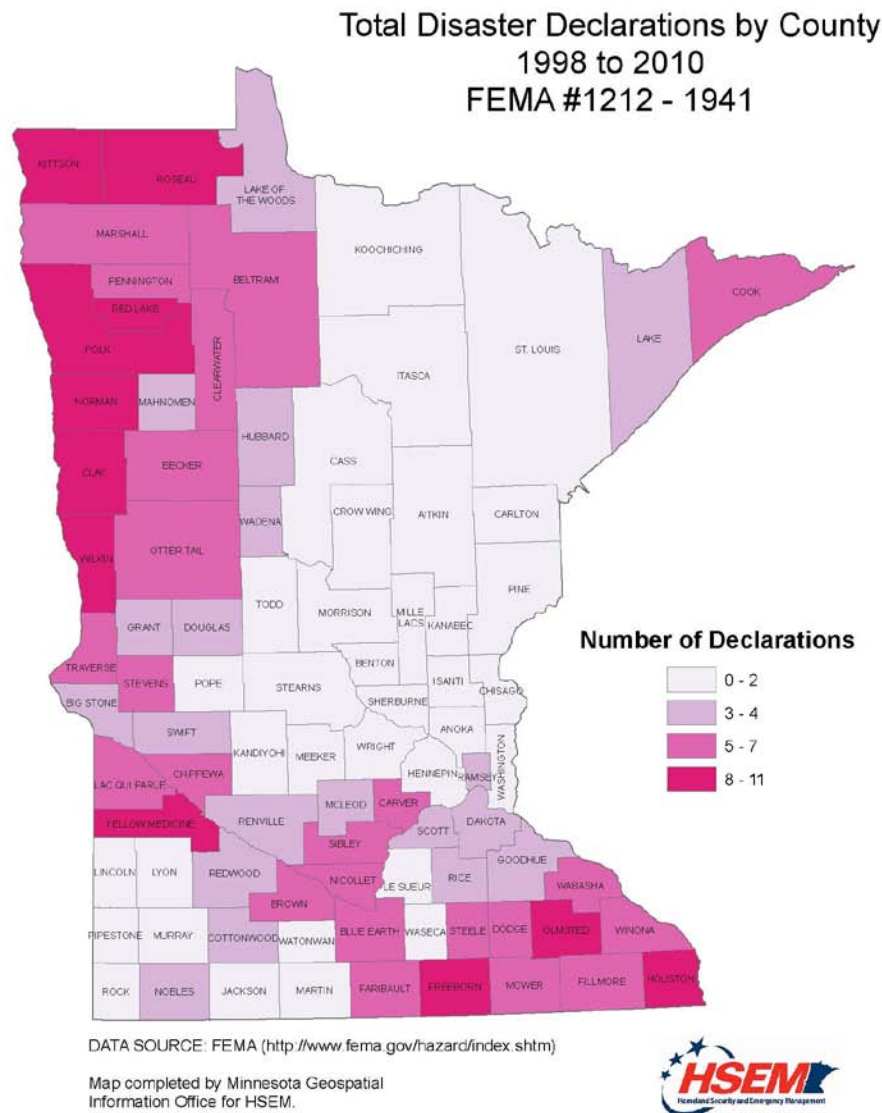 Total Disaster Declarations by County
1998 to 2010
FEMA #1212 - 1941
KITTSON
ROSEAU
LAKE OF
THE WOODS
KOOCHICHING
MARSHALL
BELTRAMI
PENNINGTON
RED LAKE
COOK
LAKE
ST. LOUIS
POLK
CLEARWATER
ITASCA
NORMAN
MAHNOMEN
HUBBARD
CASS
CLAY
BECKER
CROW WING
AITKIN
CARLTON
WADENA
WILKIN
OTTER TAIL
PINE
TODD
MORRISON
MILLE
LACS
KANABEC
GRANT
DOUGLAS
BENTON
TRAVERSE
STEVENS
POPE
STEARNS
ISANTI
CHISAGO
BIG STONE
SHERBURNE
SWIFT
ANOKA
KANDIYOHI
MEEKER
WRIGHT
WASHINGTON
HENNEPIN
RAMSEY
LAC QUI PARLE
CHIPPEWA
MCLEOD
CARVER
YELLOW MEDICINE
RENVILLE
SCOTT
DAKOTA
SIBLEY
LINCOLN
LYON
REDWOOD
NICOLLET
LE SUEUR
RICE
GOODHUE
WABASHA
BROWN
PIPESTONE
MURRAY
COTTONWOOD
WATONWAN
BLUE EARTH
WASECA
STEELE
DODGE
OLMSTED
WINONA
ROCK
NOBLES
JACKSON
MARTIN
FARIBAULT
FREEBORN
MOWER
FILLMORE
HOUSTON
Number of Declarations
0 - 2
3 - 4
5 - 7
8 - 11
DATA SOURCE: FEMA (http://www.fema.gov/hazard/index.shtm)
Map completed by Minnesota Geospatial
Information Office for HSEM.
HSEM
Homeland Security and Emergency Management